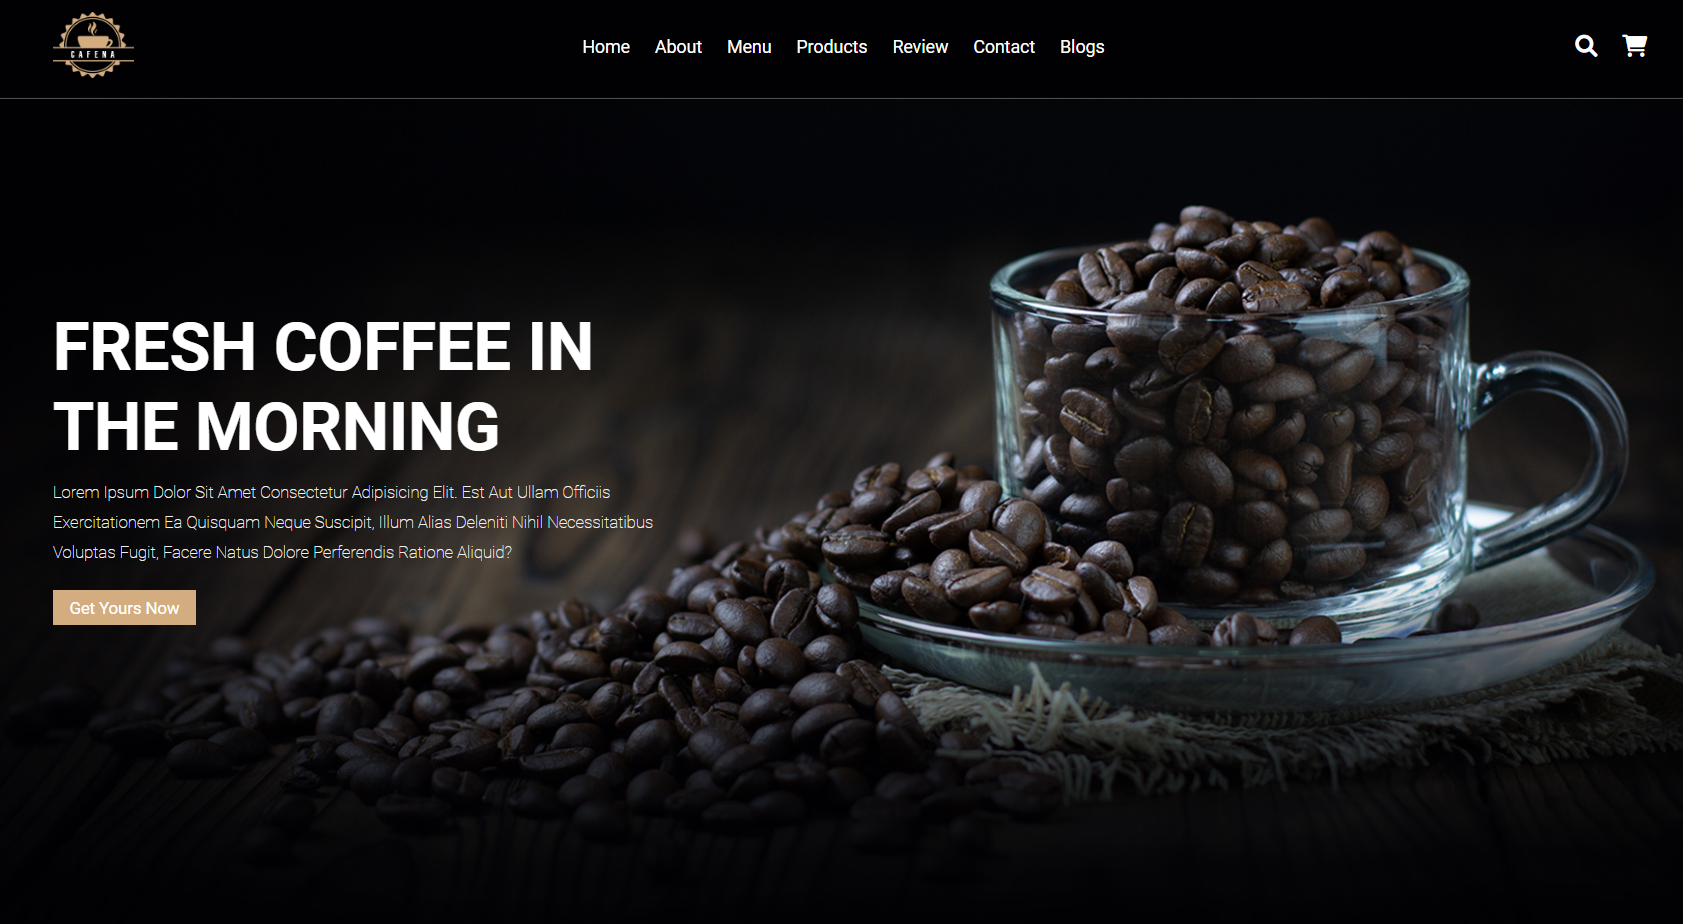 CAFENA
Home About Menu Products Review Contact Blogs
FRESH COFFEE IN
THE MORNING
Lorem Ipsum Dolor Sit Amet Consectetur Adipisicing Elit. Est Aut Ullam Officiis
Exercitationem Ea Quisquam Neque Suscipit, Illum Alias Deleniti Nihil Necessitatibus
Voluptas Fugit, Facere Natus Dolore Perferendis Ratione Aliquid?
Get Yours Now